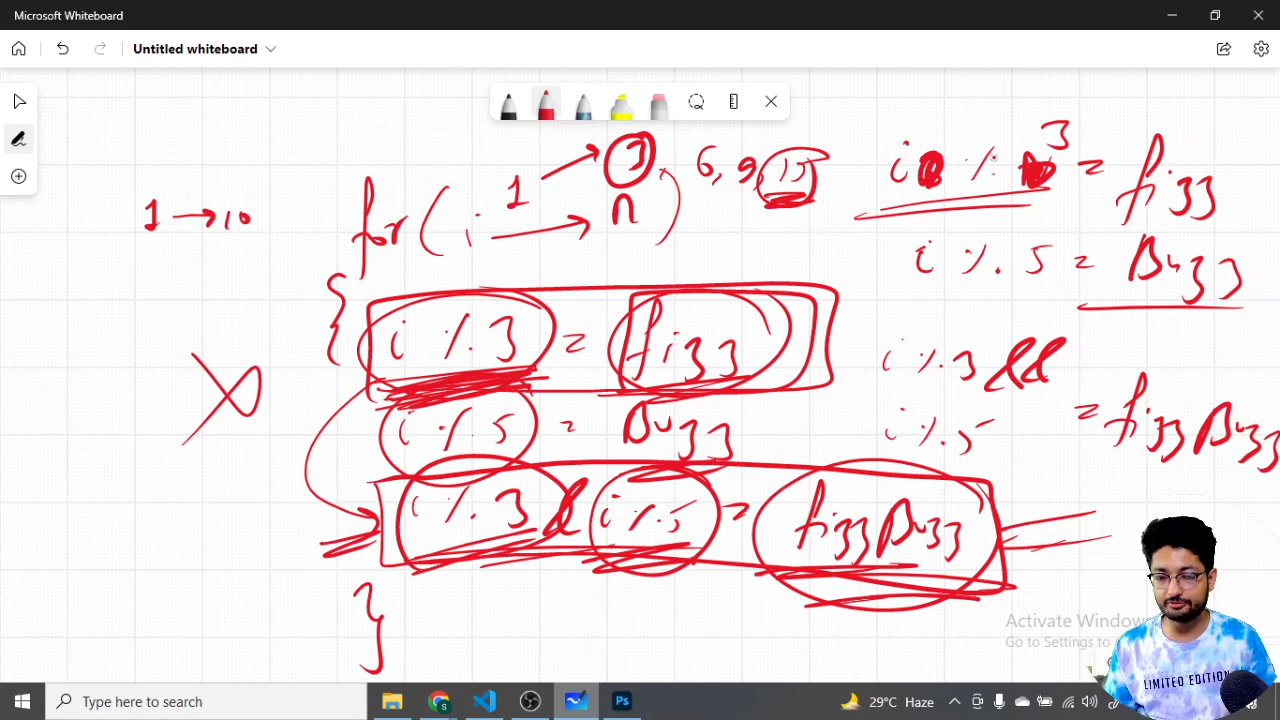 Microsoft Whiteboard
Untitled whiteboard
1 → 10
for ( i 1 → n )
3, 6, 9, 15
{
i % 3 = fizz
i % 5 = Buzz
i % 3 & i % 5 = fizzBuzz
}
i % 3 = fizz
i % 5 = Buzz
i % 3 &&
i % 5 = fizzBuzz
Activate Windows
Go to Settings to
LIMITED EDITION
Type here to search
29°C Haze